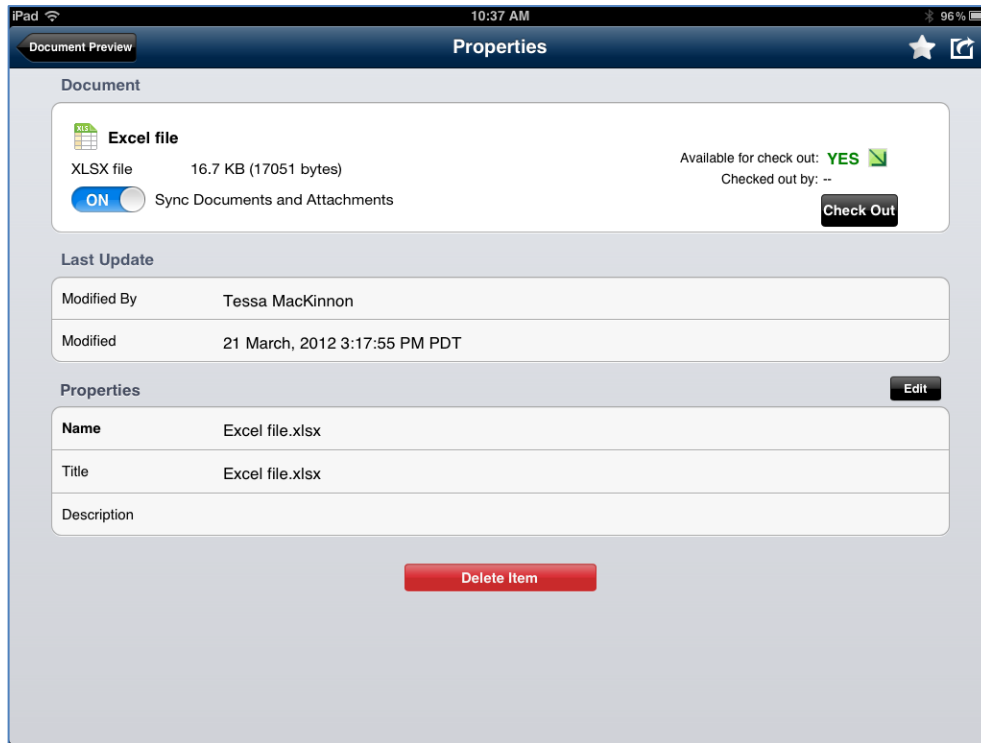 iPad 10:37 AM 96%
Document Preview Properties
Document
XLS
Excel file
XLSX file 16.7 KB (17051 bytes)
Available for check out: YES
Checked out by: --
ON Sync Documents and Attachments
Check Out
Last Update
Modified By Tessa MacKinnon
Modified 21 March, 2012 3:17:55 PM PDT
Properties Edit
Name Excel file.xlsx
Title Excel file.xlsx
Description
Delete Item